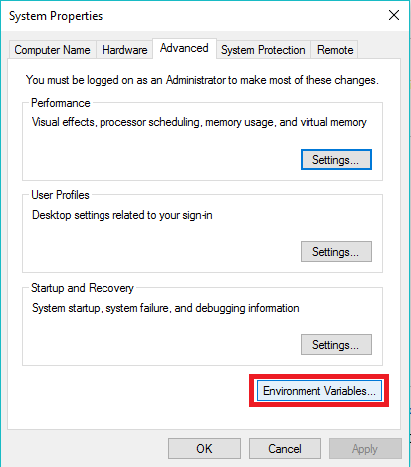 System Properties
Computer Name Hardware Advanced System Protection Remote
You must be logged on as an Administrator to make most of these changes.
Performance
Visual effects, processor scheduling, memory usage, and virtual memory
Settings...
User Profiles
Desktop settings related to your sign-in
Settings...
Startup and Recovery
System startup, system failure, and debugging information
Settings...
Environment Variables...
OK Cancel Apply